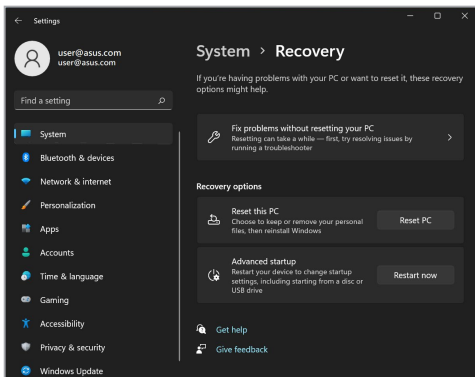 Settings
user@asus.com
user@asus.com
Find a setting
System
Bluetooth & devices
Network & internet
Personalization
Apps
Accounts
Time & language
Gaming
Accessibility
Privacy & security
Windows Update
System > Recovery
If you're having problems with your PC or want to reset it, these recovery
options might help.
Fix problems without resetting your PC
Resetting can take a while — first, try resolving issues by
running a troubleshooter
Recovery options
Reset this PC
Choose to keep or remove your personal
files, then reinstall Windows
Reset PC
Advanced startup
Restart your device to change startup
settings, including starting from a disc or
USB drive
Restart now
Get help
Give feedback